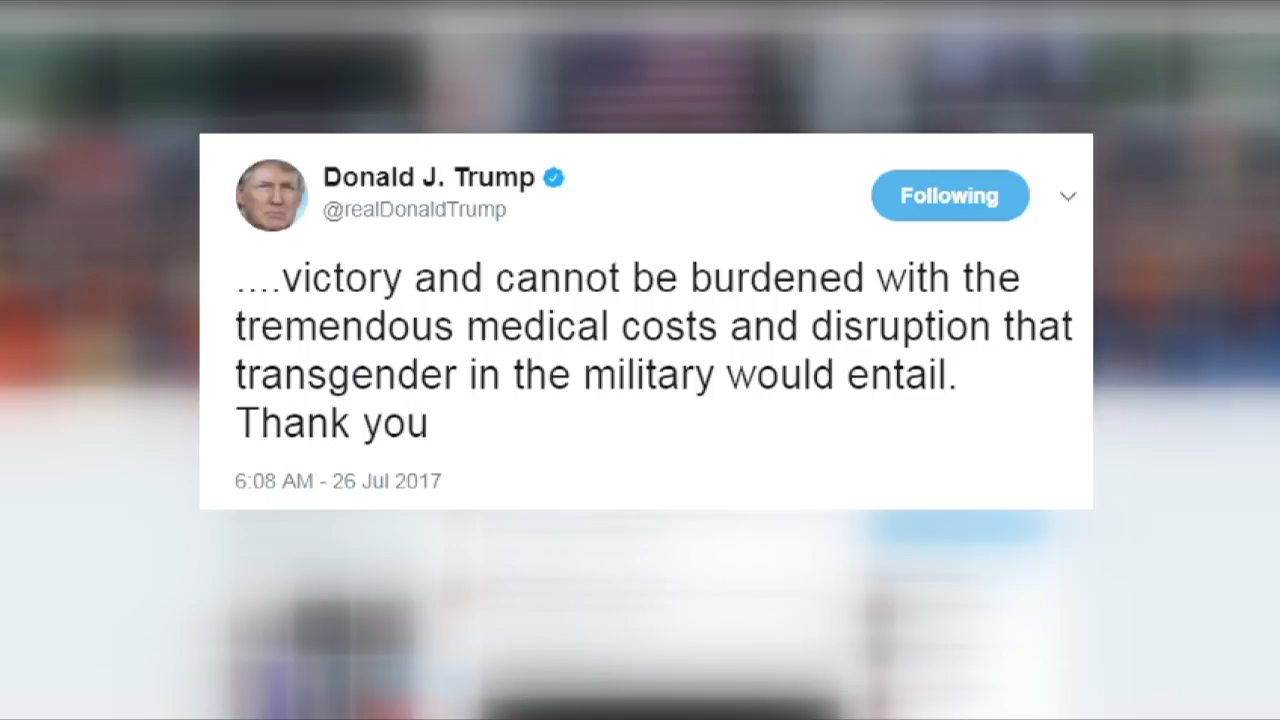 Donald J. Trump
@realDonaldTrump
Following
....victory and cannot be burdened with the
tremendous medical costs and disruption that
transgender in the military would entail.
Thank you
6:08 AM - 26 Jul 2017